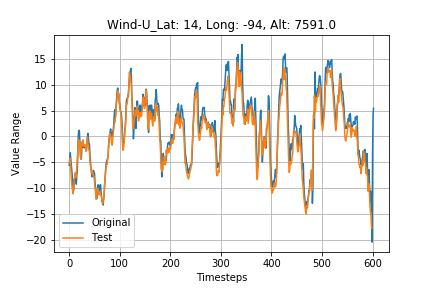 Wind-U_Lat: 14, Long: -94, Alt: 7591.0
Value Range
15
10
5
0
−5
−10
−15
−20
Original
Test
0 100 200 300 400 500 600
Timesteps